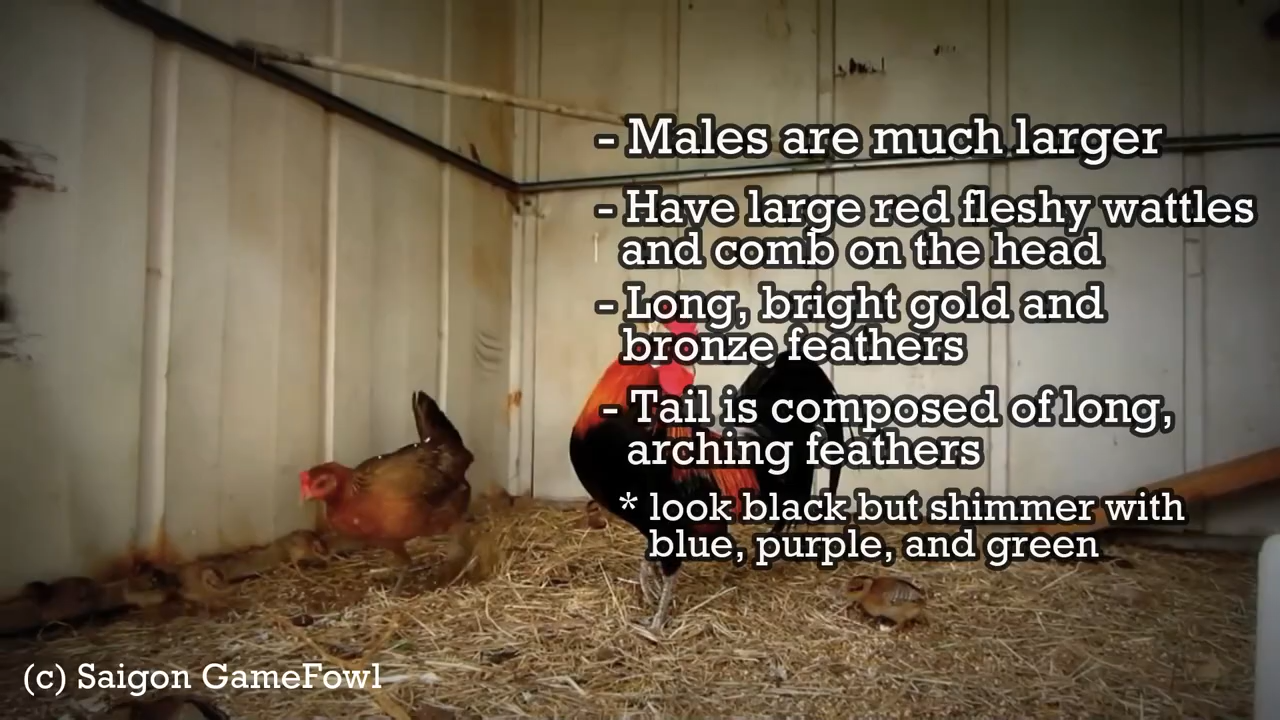 - Males are much larger
- Have large red fleshy wattles
and comb on the head
- Long, bright gold and
bronze feathers
- Tail is composed of long,
arching feathers
* look black but shimmer with
blue, purple, and green
(c) Saigon GameFowl